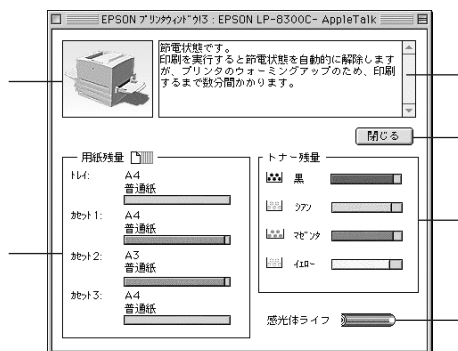 EPSON プリンタウィンドウ!3 : EPSON LP-8300C- AppleTalk
節電状態です。
印刷を実行すると節電状態を自動的に解除します
が、プリンタのウォーミングアップのため、印刷
するまで数分間かかります。
閉じる
用紙残量
トレイ: A4
普通紙
カセット1: A4
普通紙
カセット2: A3
普通紙
カセット3: A4
普通紙
トナー残量
黒
シアン
マゼンタ
イエロー
感光体ライフ